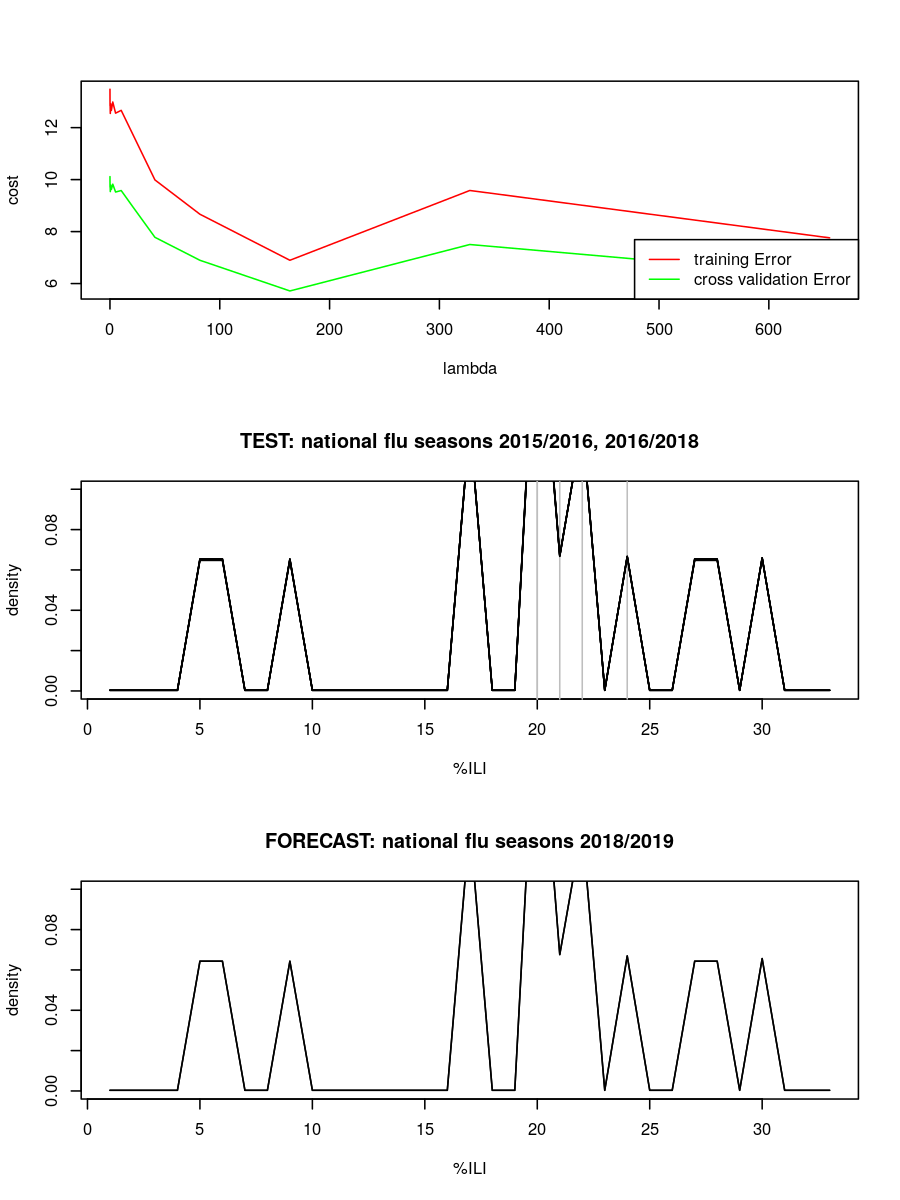 12
10
8
6
cost
training Error
cross validation Error
0 100 200 300 400 500 600
lambda
TEST: national flu seasons 2015/2016, 2016/2018
0.08
0.04
0.00
density
0 5 10 15 20 25 30
%ILI
FORECAST: national flu seasons 2018/2019
0.08
0.04
0.00
density
0 5 10 15 20 25 30
%ILI